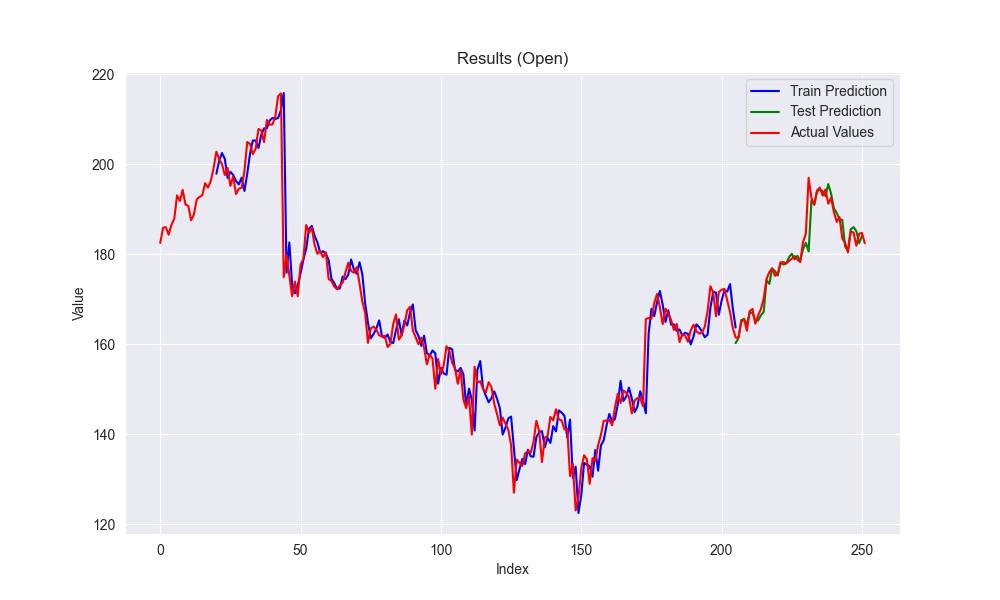 Results (Open)
220
200
180
160
140
120
Value
0 50 100 150 200 250
Index
Train Prediction
Test Prediction
Actual Values